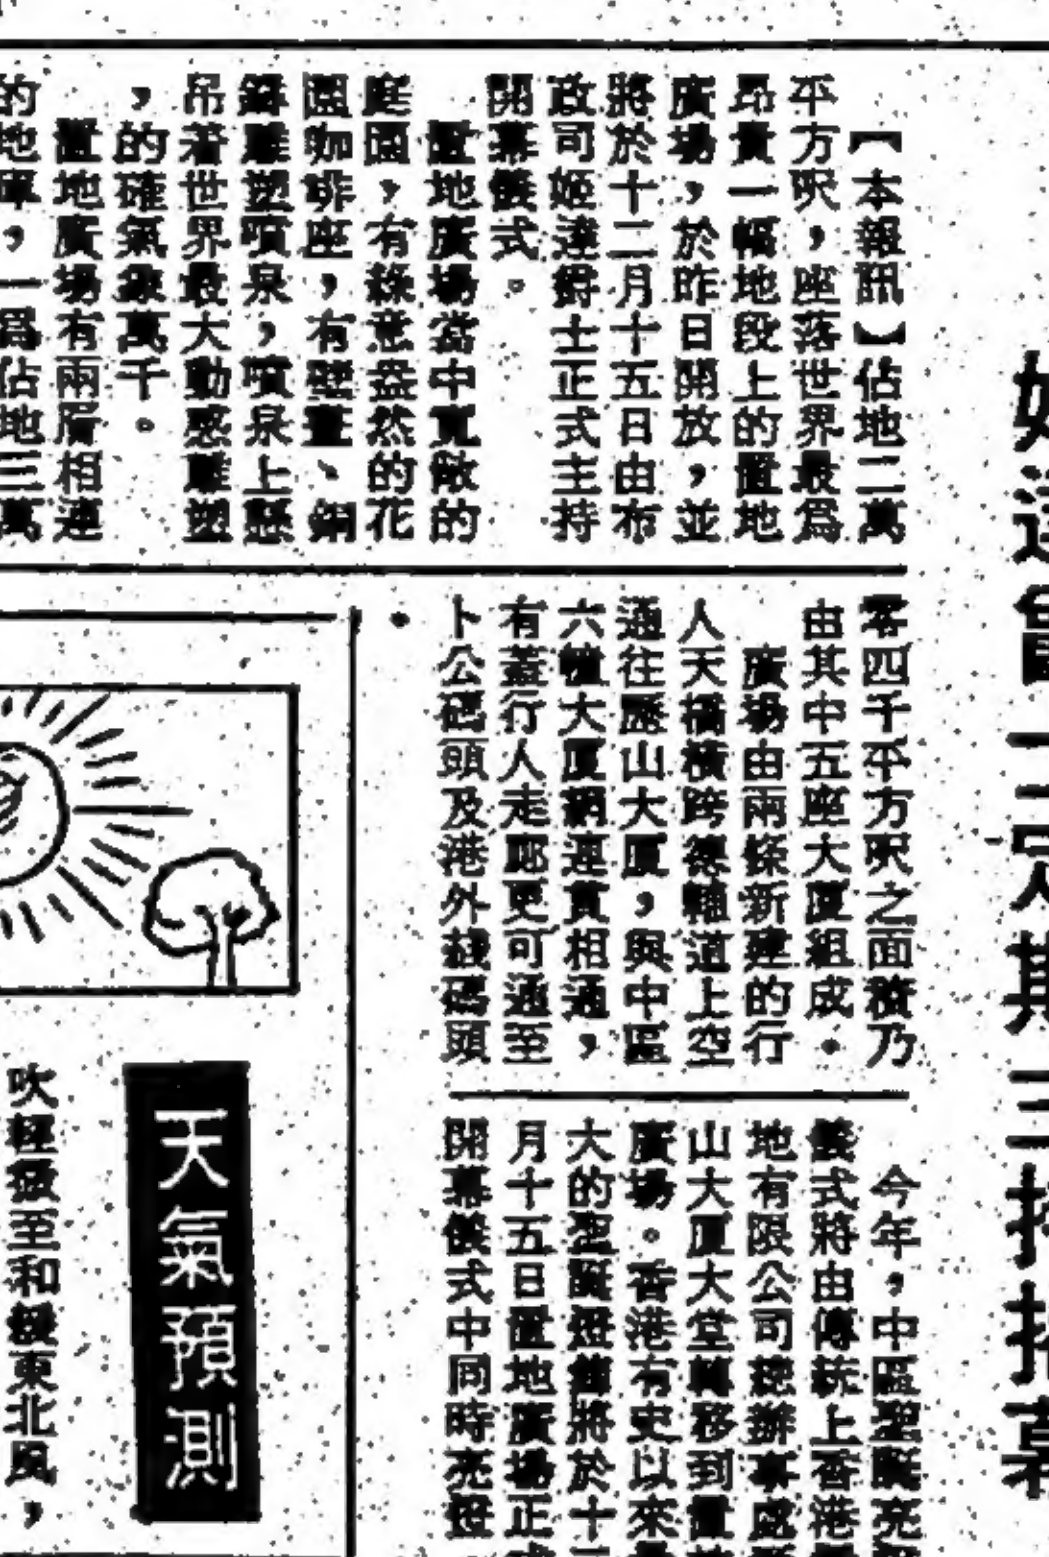 【本報訊】佔地二萬
平方呎，座落世界最爲
昂貴一幅地段上的置地
廣場，於昨日開放，並
將於十二月十五日由布
政司姬達爵士正式主持
開幕儀式。
置地廣場當中寬敞的
庭園，有綠意盎然的花
園咖啡座，有壁畫、銅
鑄雕塑噴泉，噴泉上懸
吊著世界最大動感雕塑
，的確氣象萬千。
置地廣場有兩層相連
的地庫，一爲佔地三萬
零四千平方呎之面積乃
由其中五座大廈組成。
廣場由兩條新建的行
人天橋橫跨德輔道上空
通往歷山大厦，與中區
六幢大厦網連貫相通，
有蓋行人走廊更可通至
卜公碼頭及港外綫碼頭
。
今年，中區聖誕亮
儀式將由傳統上香港
地有限公司總辦事處
山大厦大堂轉移到置
廣場。香港有史以來
大的聖誕燈飾將於十
月十五日置地廣場正
開幕儀式中同時亮燈
天氣預測
吹輕微至和緩東北風，